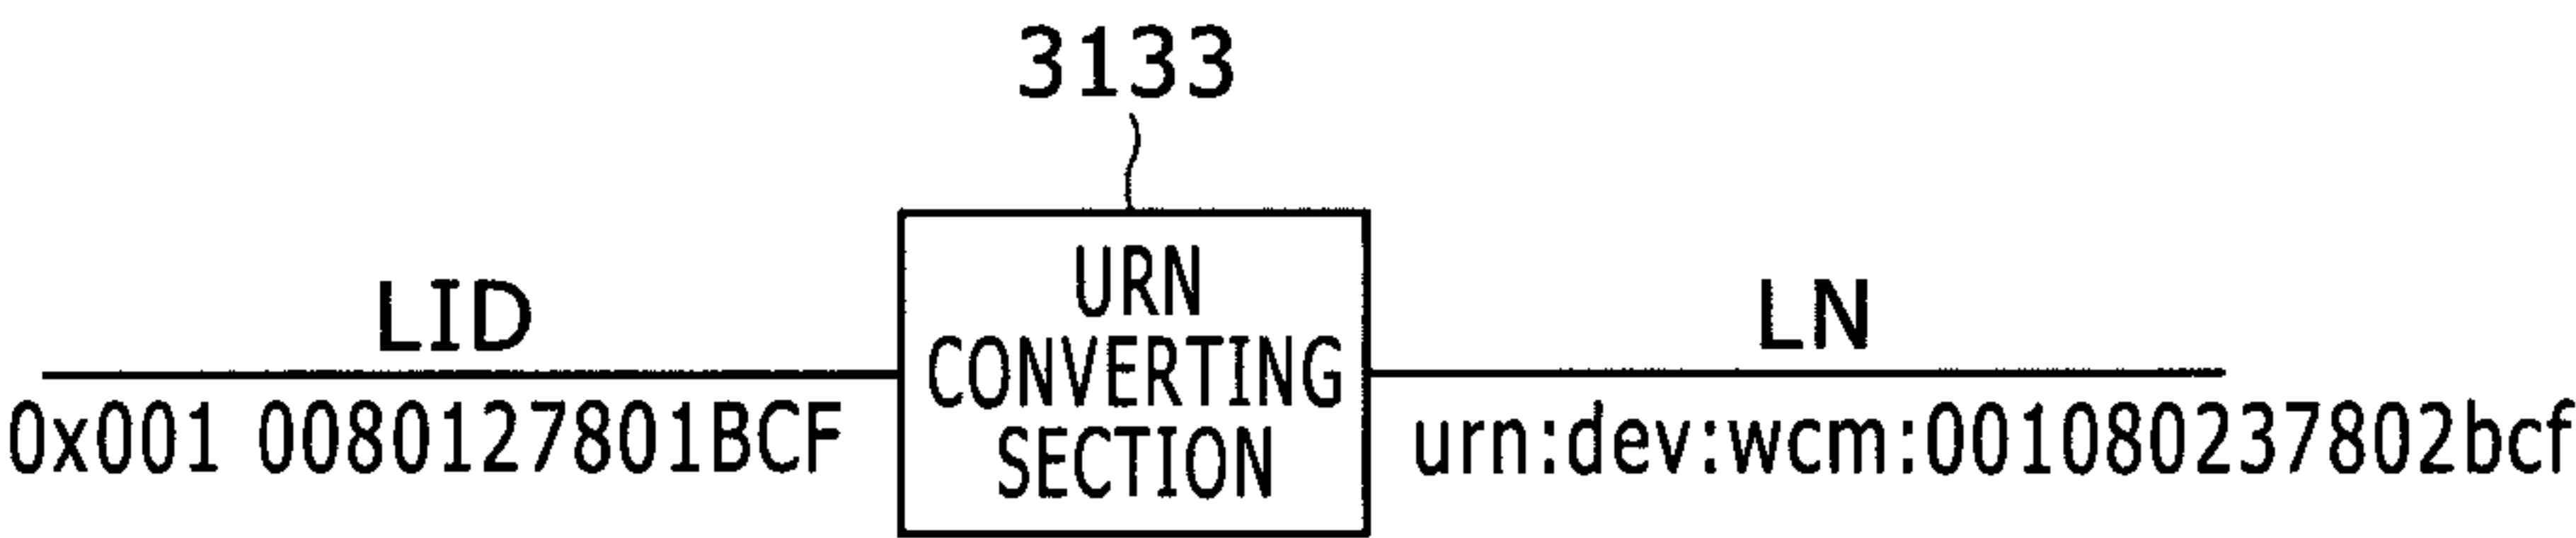 3133
LID
0x001 0080127801BCF
URN
CONVERTING
SECTION
LN
urn:dev:wcm:001080237802bcf